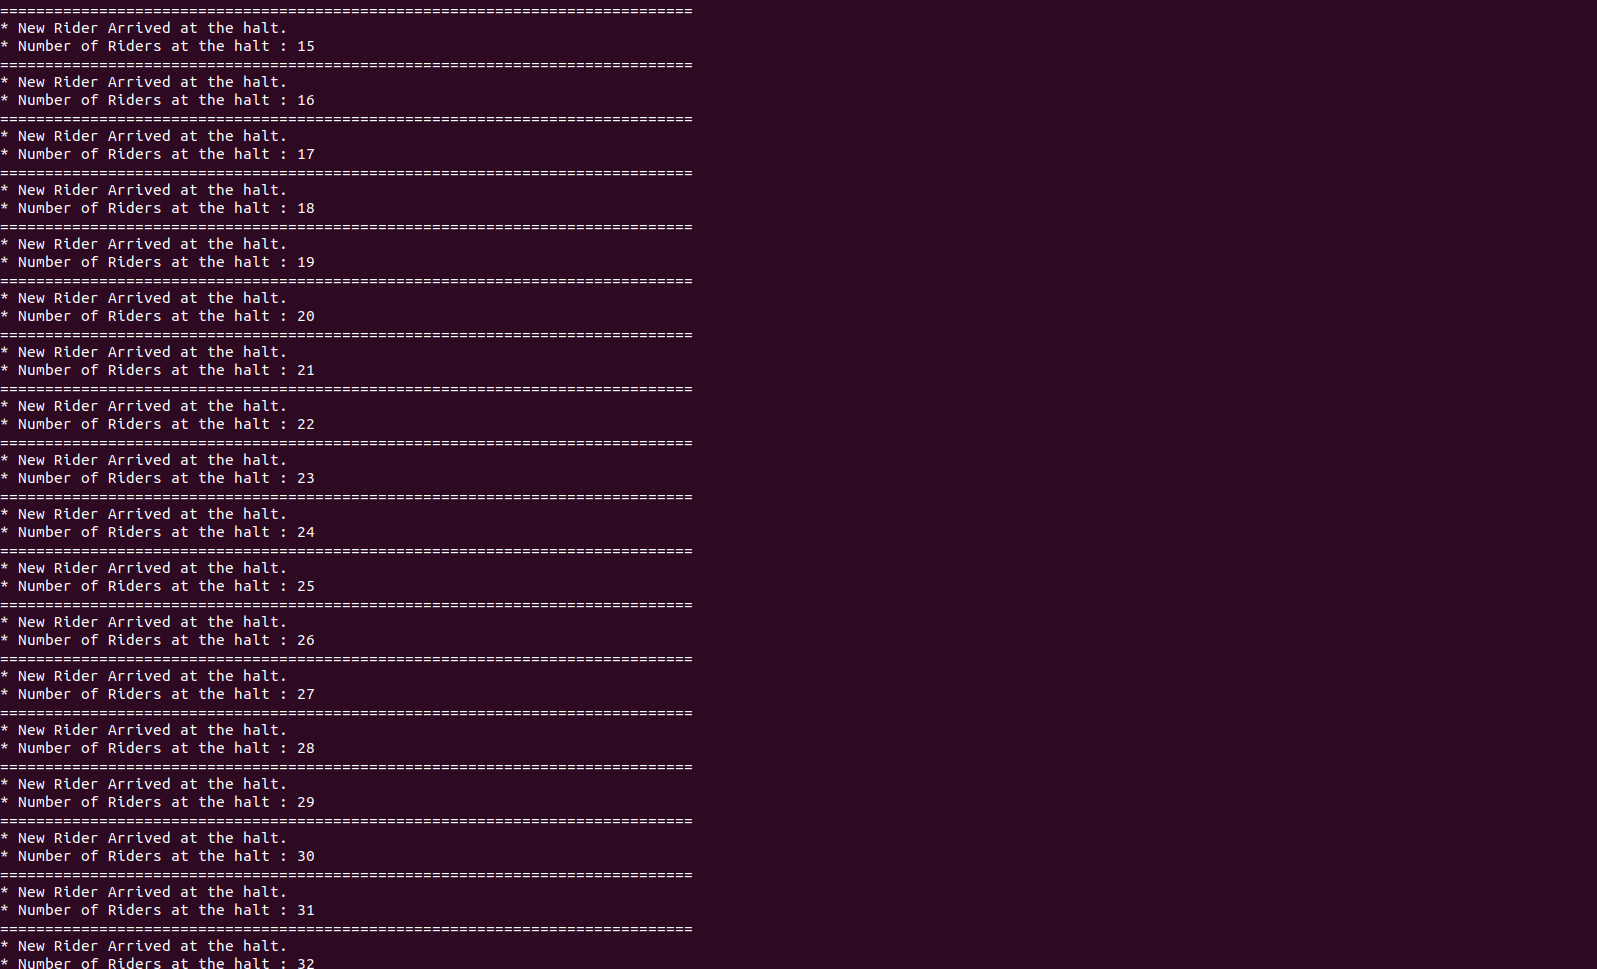 =============================================================================
* New Rider Arrived at the halt.
* Number of Riders at the halt : 15
=============================================================================
* New Rider Arrived at the halt.
* Number of Riders at the halt : 16
=============================================================================
* New Rider Arrived at the halt.
* Number of Riders at the halt : 17
=============================================================================
* New Rider Arrived at the halt.
* Number of Riders at the halt : 18
=============================================================================
* New Rider Arrived at the halt.
* Number of Riders at the halt : 19
=============================================================================
* New Rider Arrived at the halt.
* Number of Riders at the halt : 20
=============================================================================
* New Rider Arrived at the halt.
* Number of Riders at the halt : 21
=============================================================================
* New Rider Arrived at the halt.
* Number of Riders at the halt : 22
=============================================================================
* New Rider Arrived at the halt.
* Number of Riders at the halt : 23
=============================================================================
* New Rider Arrived at the halt.
* Number of Riders at the halt : 24
=============================================================================
* New Rider Arrived at the halt.
* Number of Riders at the halt : 25
=============================================================================
* New Rider Arrived at the halt.
* Number of Riders at the halt : 26
=============================================================================
* New Rider Arrived at the halt.
* Number of Riders at the halt : 27
=============================================================================
* New Rider Arrived at the halt.
* Number of Riders at the halt : 28
=============================================================================
* New Rider Arrived at the halt.
* Number of Riders at the halt : 29
=============================================================================
* New Rider Arrived at the halt.
* Number of Riders at the halt : 30
=============================================================================
* New Rider Arrived at the halt.
* Number of Riders at the halt : 31
=============================================================================
* New Rider Arrived at the halt.
* Number of Riders at the halt : 32